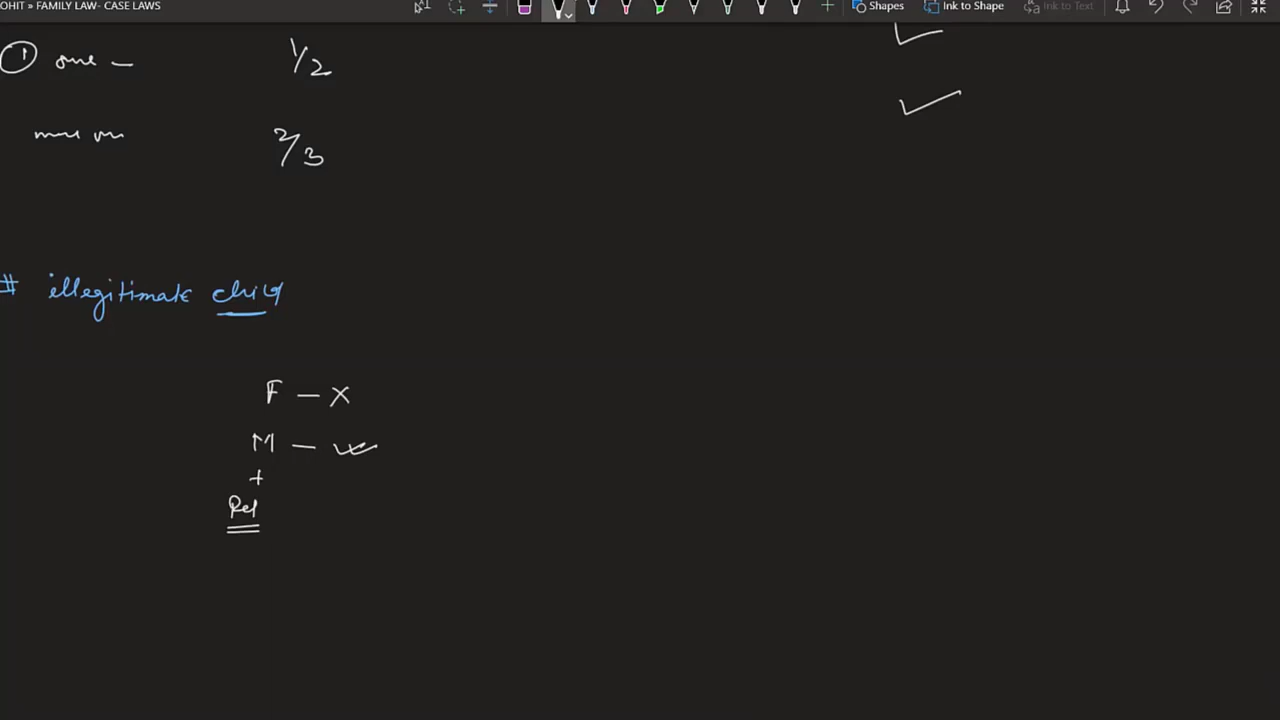 OHIT » FAMILY LAW- CASE LAWS
Shapes Ink to Shape Ink to Text
① one — 1/2
more 2/3
# illegitimate child
F — X
M — ✓
+
Rel